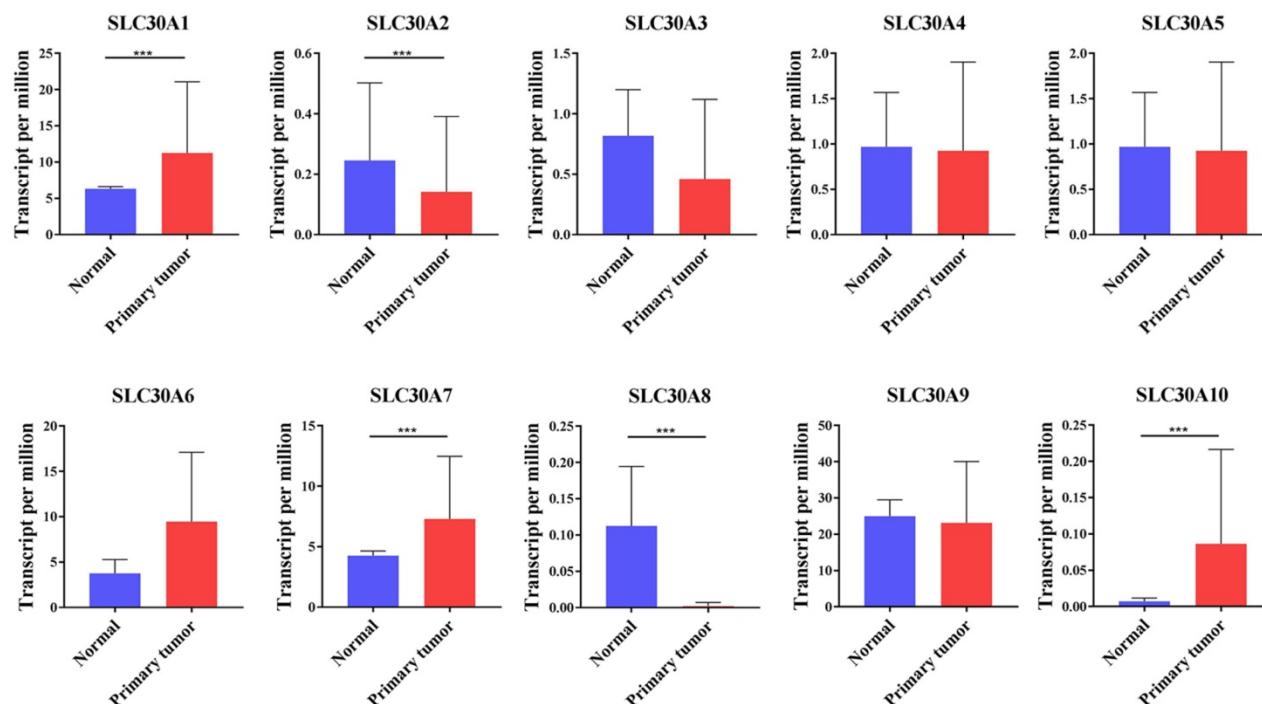 SLC30A1
***
Transcript per million
25
20
15
10
5
0
Normal
Primary tumor
SLC30A2
***
Transcript per million
0.6
0.4
0.2
0.0
Normal
Primary tumor
SLC30A3
Transcript per million
1.5
1.0
0.5
0.0
Normal
Primary tumor
SLC30A4
Transcript per million
2.0
1.5
1.0
0.5
0.0
Normal
Primary tumor
SLC30A5
Transcript per million
2.0
1.5
1.0
0.5
0.0
Normal
Primary tumor
SLC30A6
Transcript per million
20
15
10
5
0
Normal
Primary tumor
SLC30A7
***
Transcript per million
15
10
5
0
Normal
Primary tumor
SLC30A8
***
Transcript per million
0.25
0.20
0.15
0.10
0.05
0.00
Normal
Primary tumor
SLC30A9
Transcript per million
50
40
30
20
10
0
Normal
Primary tumor
SLC30A10
***
Transcript per million
0.25
0.20
0.15
0.10
0.05
0.00
Normal
Primary tumor